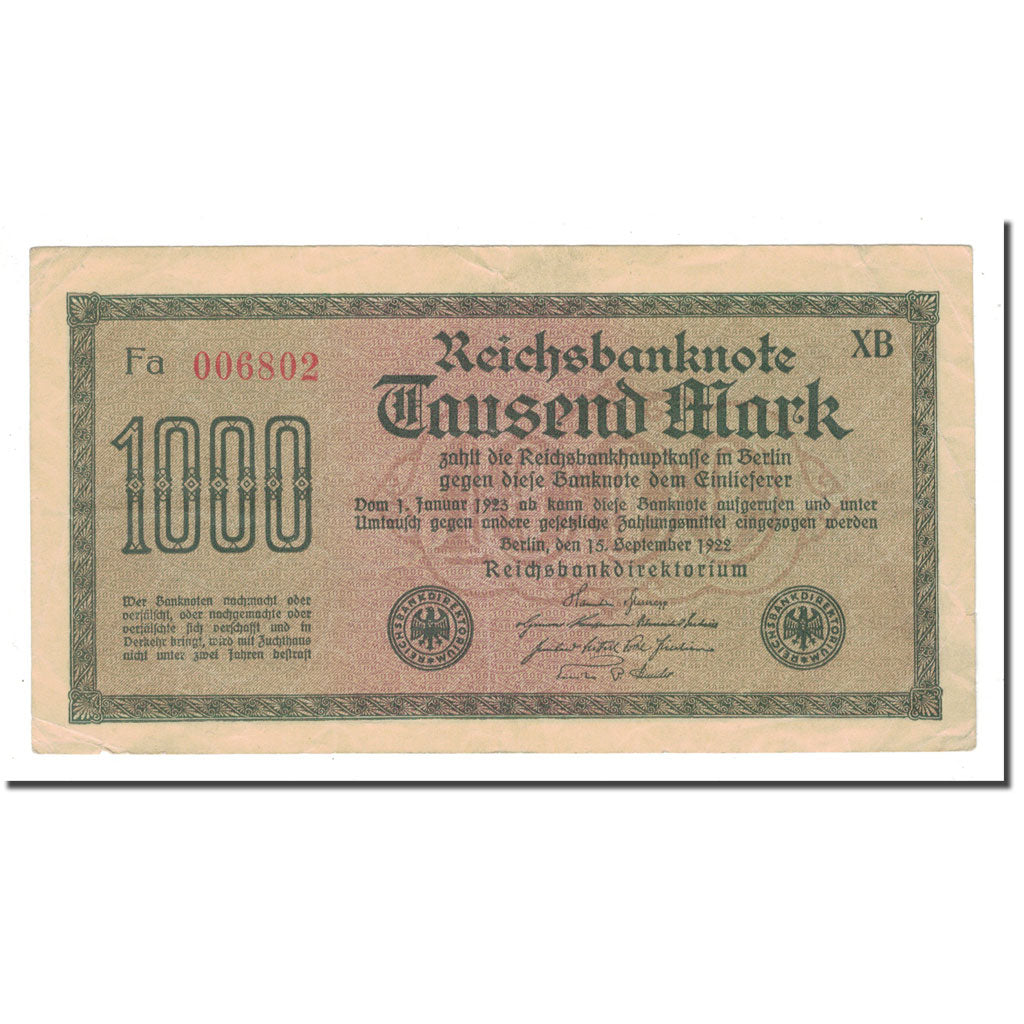 Fa 006802
XB
1000
Reichsbanknote
Tausend Mark
zahlt die Reichsbankhauptkasse in Berlin
gegen diese Banknote dem Einlieferer
Vom 1. Januar 1923 ab kann diese Banknote aufgerufen und unter
Umtausch gegen andere gesetzliche Zahlungsmittel eingezogen werden
Berlin, den 15. September 1922
Reichsbankdirektorium
Wer Banknoten nachmacht oder
verfälscht, oder nachgemachte oder
verfälschte sich verschafft und in
Verkehr bringt, wird mit Zuchthaus
nicht unter zwei Jahren bestraft
REICHSBANKDIREKTORIUM
REICHSBANKDIREKTORIUM